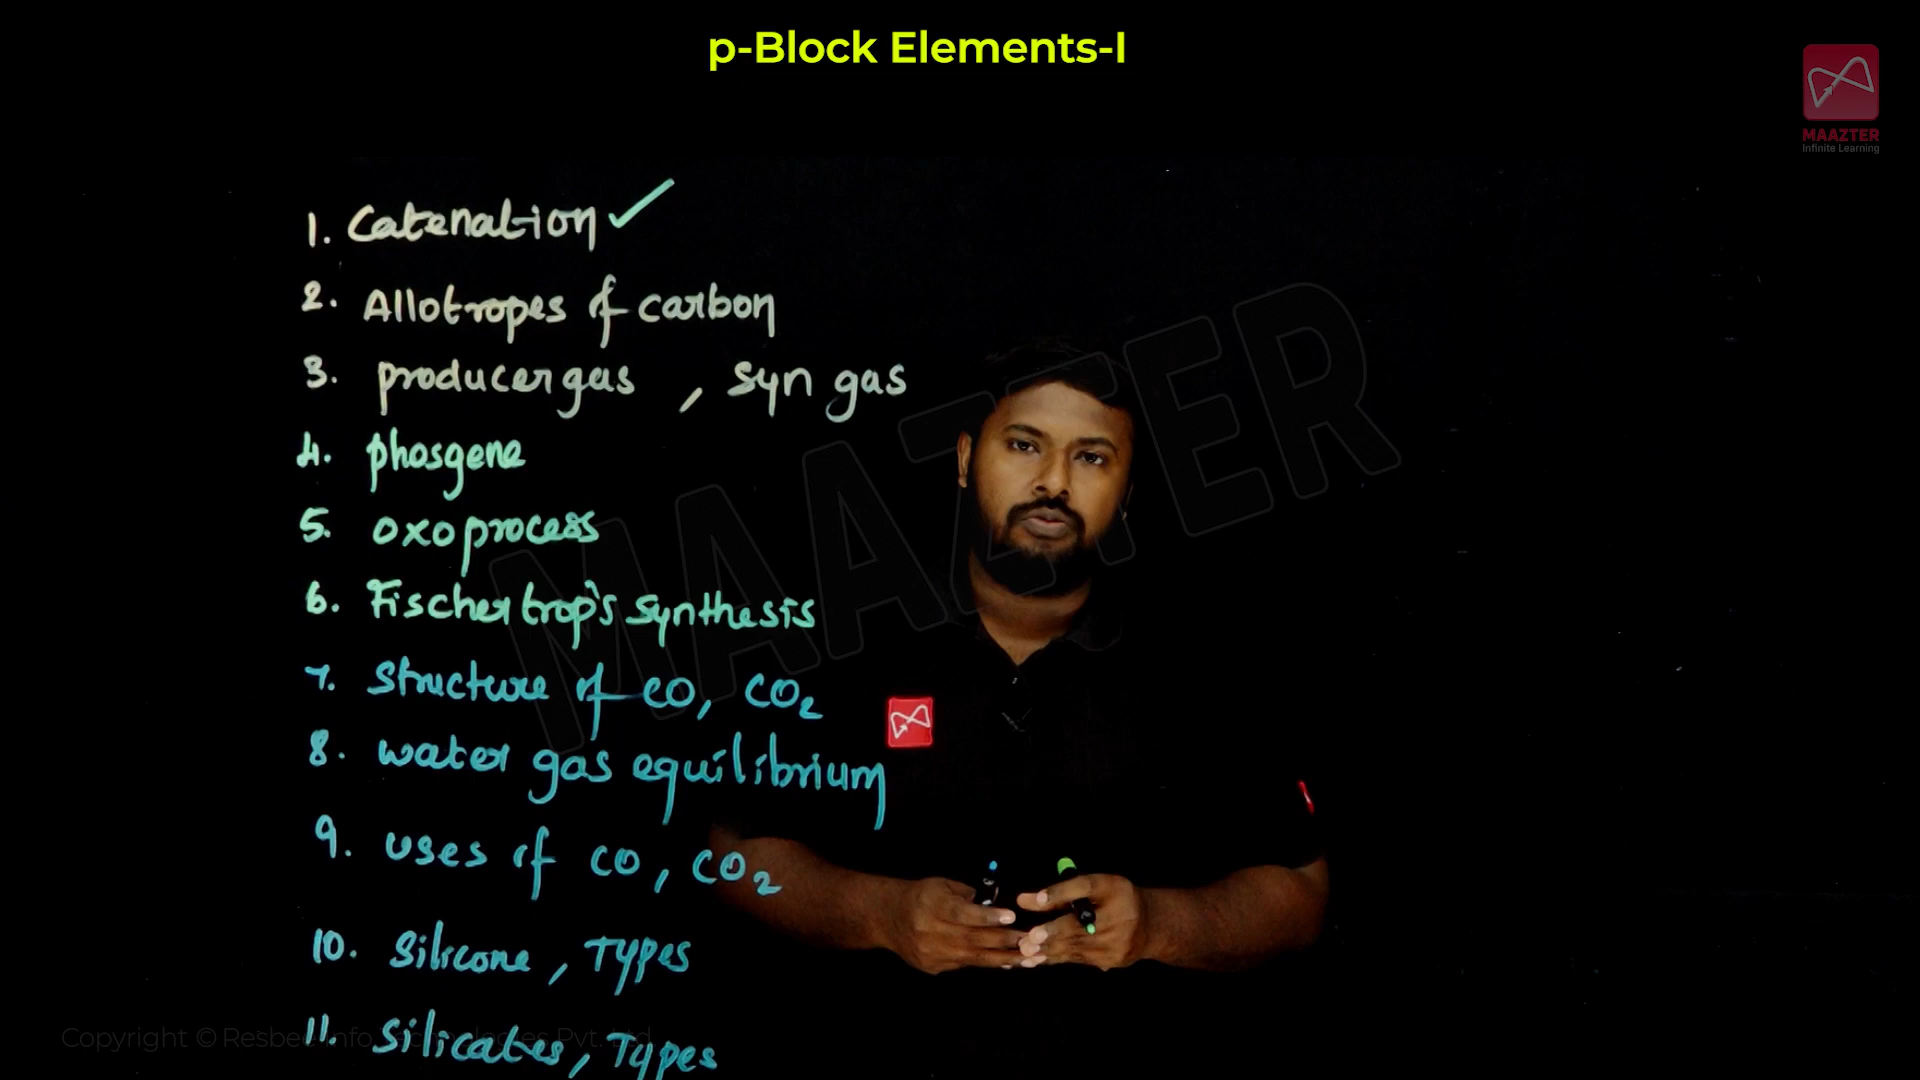 p-Block Elements-I
MAAZTER
Infinite Learning
1. Catenation ✓
2. Allotropes of carbon
3. producer gas , syn gas
4. phosgene
5. oxo process
6. Fischer trop's synthesis
7. Structure of CO, CO₂
8. water gas equilibrium
9. uses of CO, CO₂
10. Silicone, Types
11. Silicates, Types
MAAZTER
Copyright © Resbee Info Technologies Pvt. Ltd